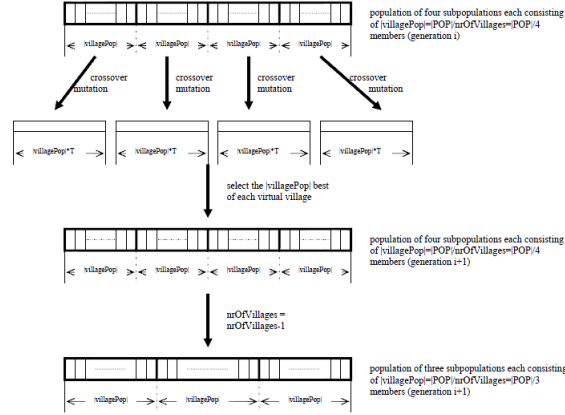 population of four subpopulations each consisting
of |villagePop|=|POP|/nrOfVillages=|POP|/4
members (generation i)
|villagePop| |villagePop| |villagePop| |villagePop|
crossover crossover crossover crossover
mutation mutation mutation mutation
|villagePop|*T |villagePop|*T |villagePop|*T |villagePop|*T
select the |villagePop| best
of each virtual village
population of four subpopulations each consisting
of |villagePop|=|POP|/nrOfVillages=|POP|/4
members (generation i+1)
|villagePop| |villagePop| |villagePop| |villagePop|
nrOfVillages =
nrOfVillages-1
population of three subpopulations each consisting
of |villagePop|=|POP|/nrOfVillages=|POP|/3
members (generation i+1)
|villagePop| |villagePop| |villagePop|